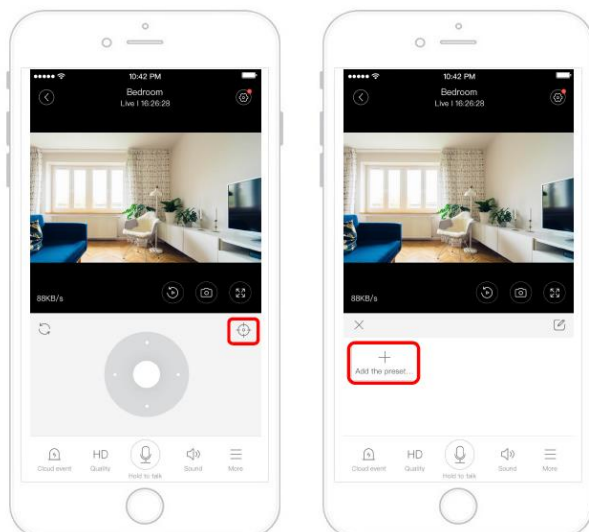 10:42 PM
Bedroom
Live I 16:26:28
88KB/s
HD
Cloud event
Quality
Hold to talk
Sound
More
10:42 PM
Bedroom
Live I 16:26:28
88KB/s
Add the preset...
HD
Cloud event
Quality
Hold to talk
Sound
More